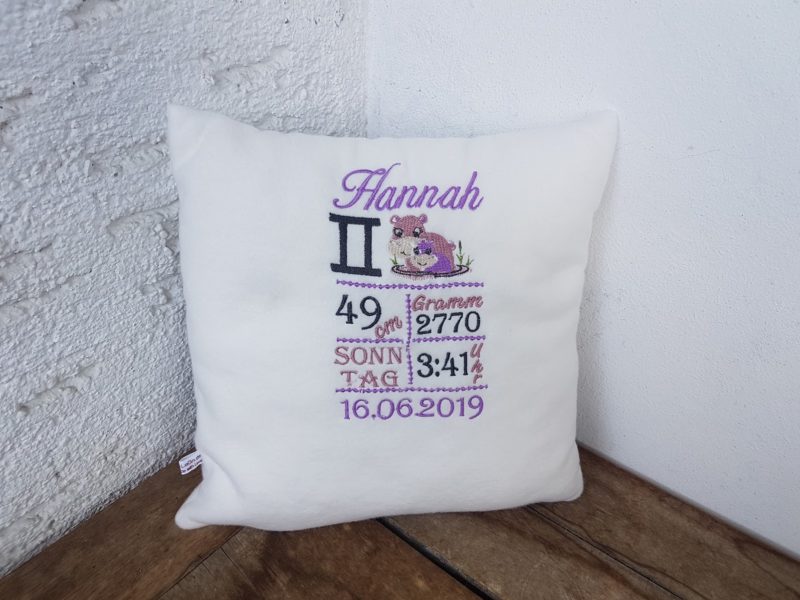 Hannah
49 cm
Gramm
2770
SONN
TAG
3:41 Uhr
16.06.2019